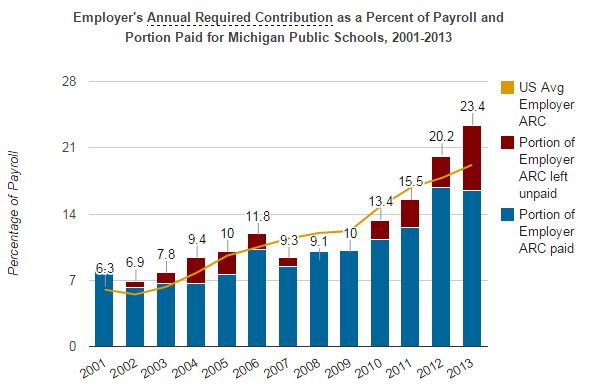 Employer's Annual Required Contribution as a Percent of Payroll and
Portion Paid for Michigan Public Schools, 2001-2013
28
21
14
7
0
Percentage of Payroll
6.3
6.9
7.8
9.4
10
11.8
9.3
9.1
10
13.4
15.5
20.2
23.4
2001
2002
2003
2004
2005
2006
2007
2008
2009
2010
2011
2012
2013
US Avg
Employer
ARC
Portion of
Employer
ARC left
unpaid
Portion of
Employer
ARC paid